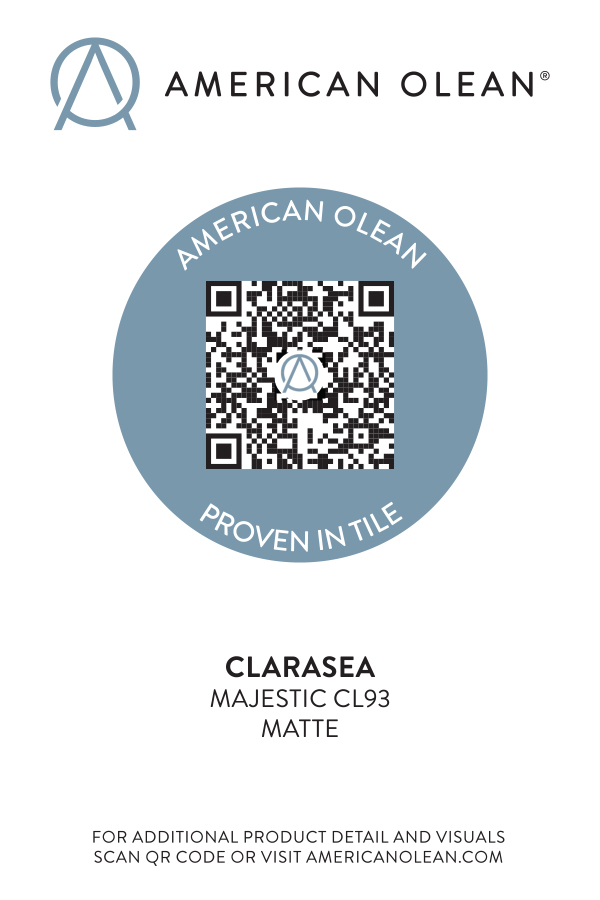 AMERICAN OLEAN®
AMERICAN OLEAN
PROVEN IN TILE
CLARASEA
MAJESTIC CL93
MATTE
FOR ADDITIONAL PRODUCT DETAIL AND VISUALS
SCAN QR CODE OR VISIT AMERICANOLEAN.COM